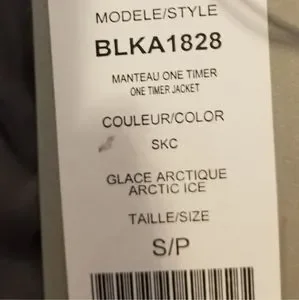 MODELE/STYLE
BLKA1828
MANTEAU ONE TIMER
ONE TIMER JACKET
COULEUR/COLOR
SKC
GLACE ARCTIQUE
ARCTIC ICE
TAILLE/SIZE
S/P